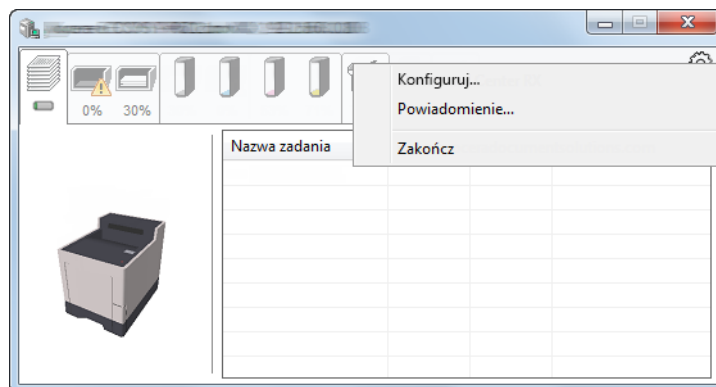 Konfiguruj...
0% 30%
Powiadomienie...
Nazwa zadania
Zakończ